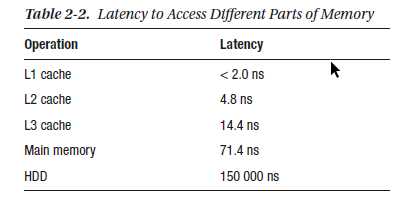 Table 2-2. Latency to Access Different Parts of Memory
Operation Latency
L1 cache < 2.0 ns
L2 cache 4.8 ns
L3 cache 14.4 ns
Main memory 71.4 ns
HDD 150 000 ns